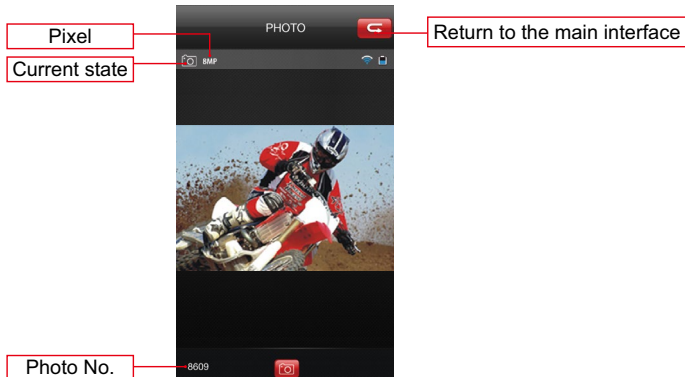 PHOTO
Return to the main interface
Pixel
Current state
8MP
Photo No.
8609